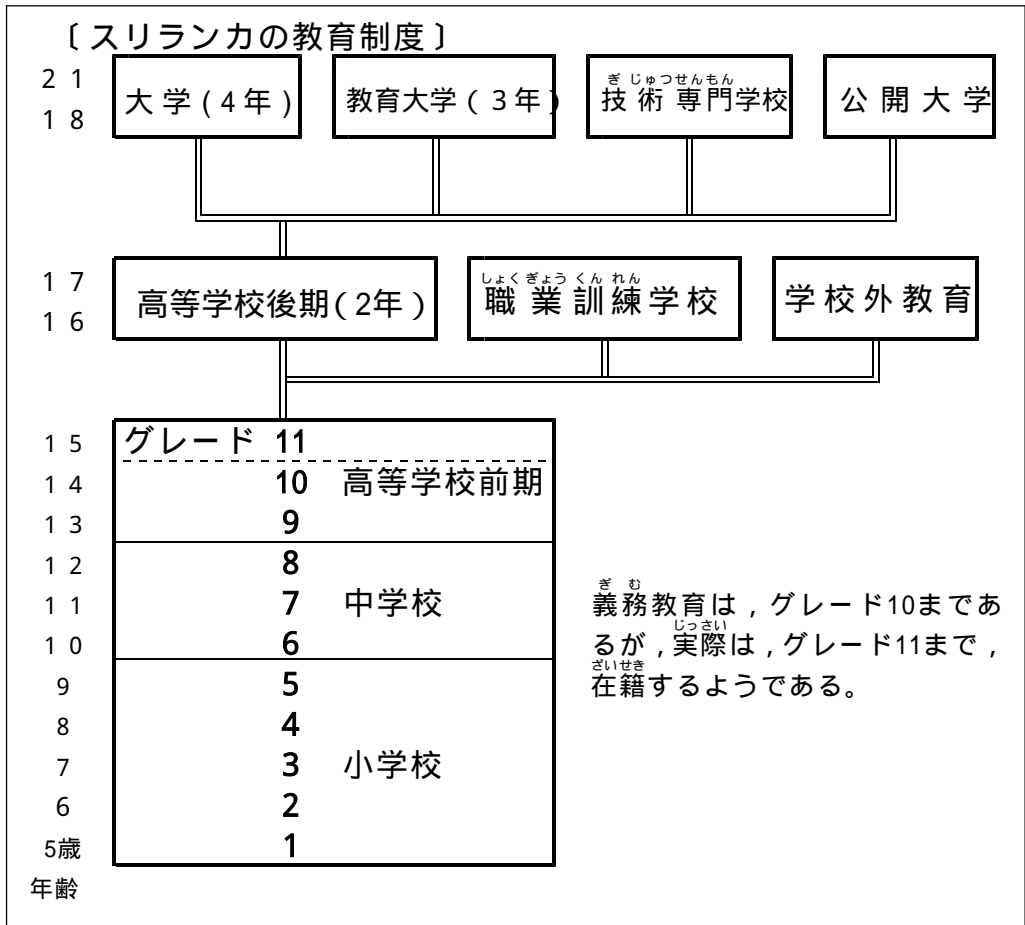 〔スリランカの教育制度〕
21
18
大学(4年)
教育大学(3年)
ぎじゅつせんもん
技術専門学校
公開大学
17
16
高等学校後期(2年)
しょくぎょうくんれん
職業訓練学校
学校外教育
15 グレード 11
14 10 高等学校前期
13 9
12 8
11 7 中学校
10 6
9 5
8 4
7 3 小学校
6 2
5歳 1
年齢
ぎむ
義務教育は,グレード10まであ
じっさい
るが,実際は,グレード11まで,
ざいせき
在籍するようである。